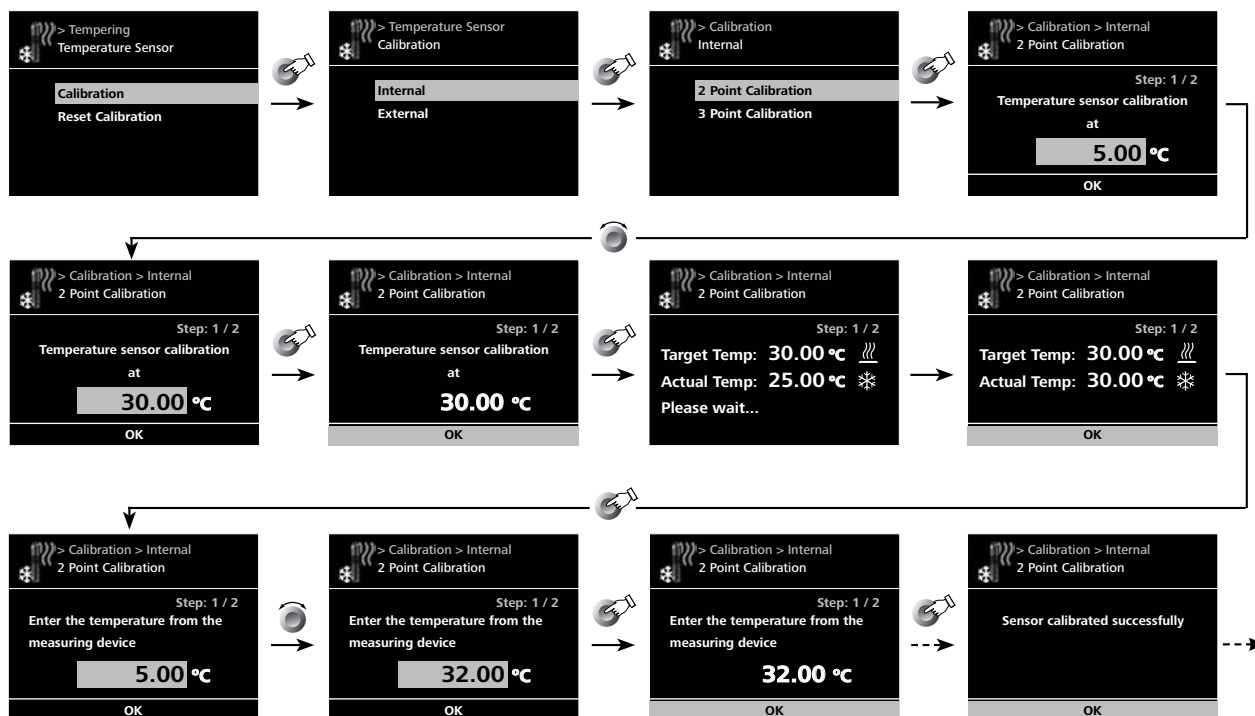 > Tempering
Temperature Sensor
Calibration
Reset Calibration
> Temperature Sensor
Calibration
Internal
External
> Calibration
Internal
2 Point Calibration
3 Point Calibration
> Calibration > Internal
2 Point Calibration
Step: 1 / 2
Temperature sensor calibration
at
5.00 °C
OK
> Calibration > Internal
2 Point Calibration
Step: 1 / 2
Temperature sensor calibration
at
30.00 °C
OK
> Calibration > Internal
2 Point Calibration
Step: 1 / 2
Temperature sensor calibration
at
30.00 °C
OK
> Calibration > Internal
2 Point Calibration
Step: 1 / 2
Target Temp: 30.00 °C
Actual Temp: 25.00 °C
Please wait...
> Calibration > Internal
2 Point Calibration
Step: 1 / 2
Target Temp: 30.00 °C
Actual Temp: 30.00 °C
OK
> Calibration > Internal
2 Point Calibration
Step: 1 / 2
Enter the temperature from the
measuring device
5.00 °C
OK
> Calibration > Internal
2 Point Calibration
Step: 1 / 2
Enter the temperature from the
measuring device
32.00 °C
OK
> Calibration > Internal
2 Point Calibration
Step: 1 / 2
Enter the temperature from the
measuring device
32.00 °C
OK
> Calibration > Internal
2 Point Calibration
Sensor calibrated successfully
OK